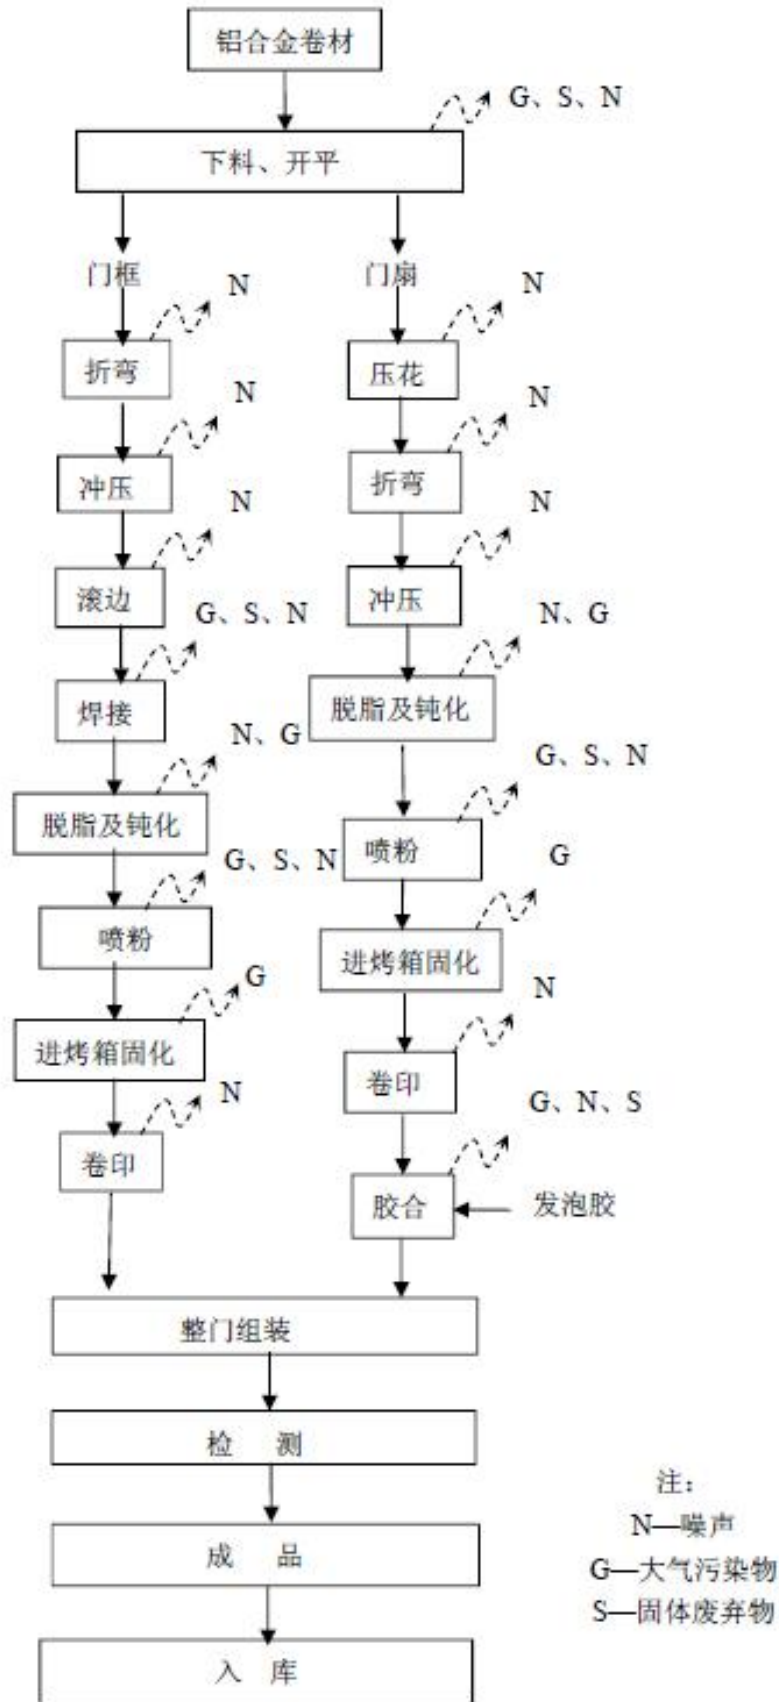 铝合金卷材
G、S、N
下料、开平
门框
门扇
N
N
折弯
压花
N
N
冲压
折弯
N
N
滚边
冲压
G、S、N
N、G
焊接
脱脂及钝化
N、G
G、S、N
脱脂及钝化
喷粉
G、S、N
G
喷粉
进烤箱固化
G
N
进烤箱固化
卷印
N
G、N、S
卷印
胶合
发泡胶
整门组装
检 测
成 品
入 库
注：
N—噪声
G—大气污染物
S—固体废弃物